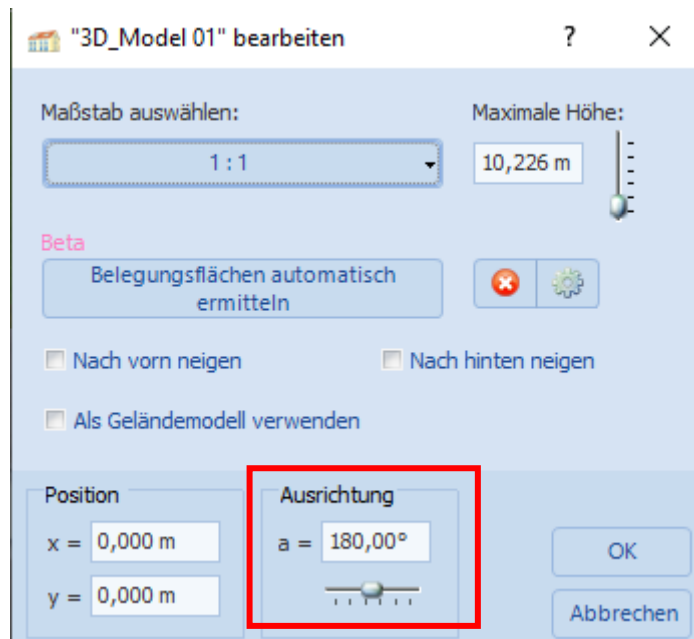 "3D_Model 01" bearbeiten ?
Maßstab auswählen: Maximale Höhe:
1 : 1 10,226 m
Beta
Belegungsflächen automatisch
ermitteln
Nach vorn neigen Nach hinten neigen
Als Geländemodell verwenden
Position Ausrichtung
x = 0,000 m a = 180,00° OK
y = 0,000 m Abbrechen